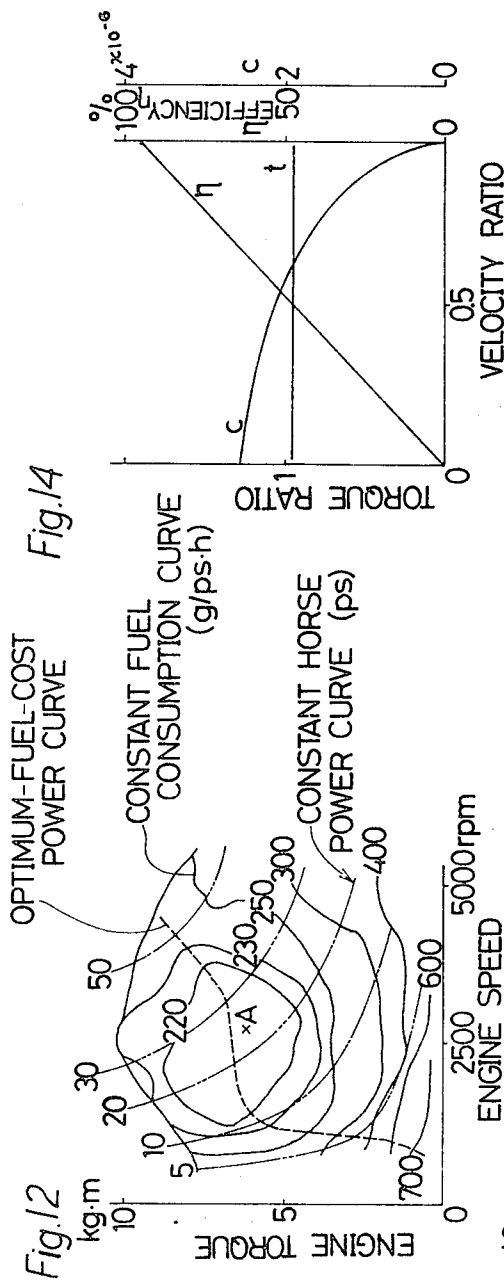 Fig.12
OPTIMUM-FUEL-COST
POWER CURVE
CONSTANT FUEL
CONSUMPTION CURVE
(g/ps·h)
CONSTANT HORSE
POWER CURVE (ps)
kg·m
10
5
0
ENGINE TORQUE
5
10
20
30
50
220
230
250
300
400
600
700
×A
2500
5000rpm
ENGINE SPEED
Fig.14
TORQUE RATIO
1
0
c
η
t
0.5
0
VELOCITY RATIO
%
100
50
0
EFFICIENCY η
η
×10-6
4
2
0
c